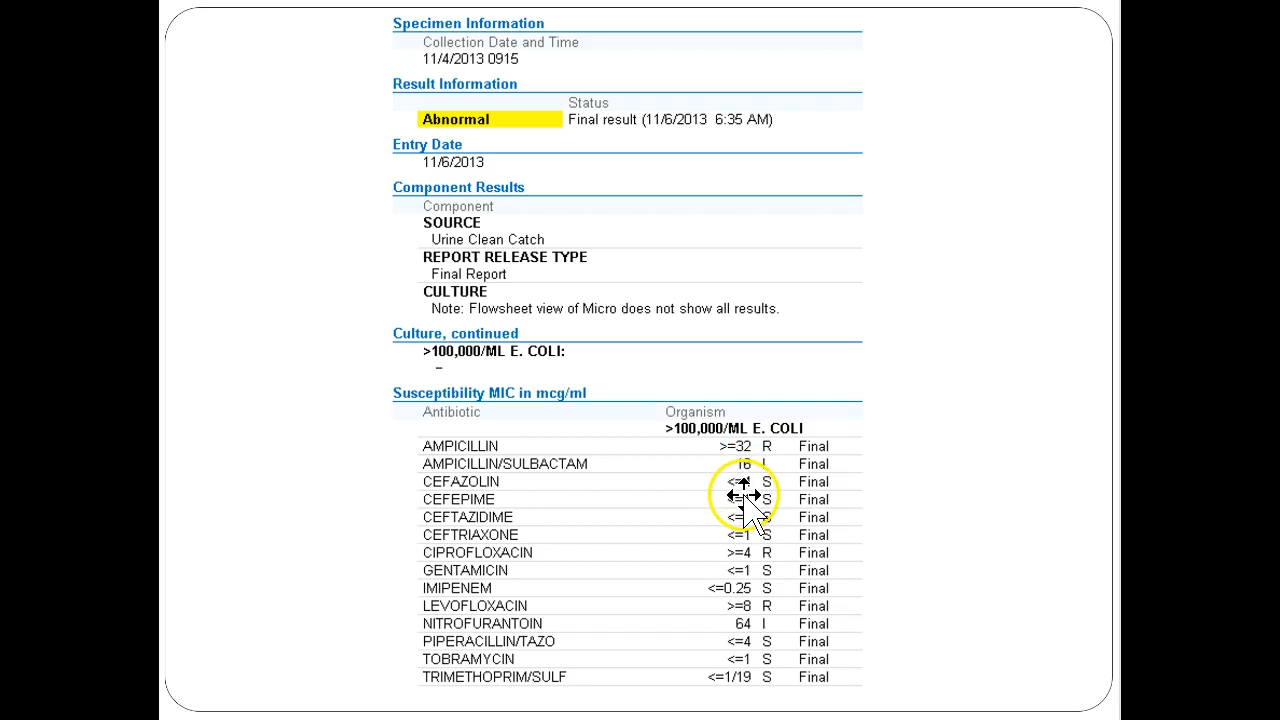 Specimen Information
Collection Date and Time
11/4/2013 0915
Result Information
Status
Abnormal Final result (11/6/2013 6:35 AM)
Entry Date
11/6/2013
Component Results
Component
SOURCE
Urine Clean Catch
REPORT RELEASE TYPE
Final Report
CULTURE
Note: Flowsheet view of Micro does not show all results.
Culture, continued
>100,000/ML E. COLI:
–
Susceptibility MIC in mcg/ml
Antibiotic Organism
>100,000/ML E. COLI
AMPICILLIN >=32 R Final
AMPICILLIN/SULBACTAM 16 I Final
CEFAZOLIN S Final
CEFEPIME S Final
CEFTAZIDIME Final
CEFTRIAXONE <=1 S Final
CIPROFLOXACIN >=4 R Final
GENTAMICIN <=1 S Final
IMIPENEM <=0.25 S Final
LEVOFLOXACIN >=8 R Final
NITROFURANTOIN 64 I Final
PIPERACILLIN/TAZO <=4 S Final
TOBRAMYCIN <=1 S Final
TRIMETHOPRIM/SULF <=1/19 S Final